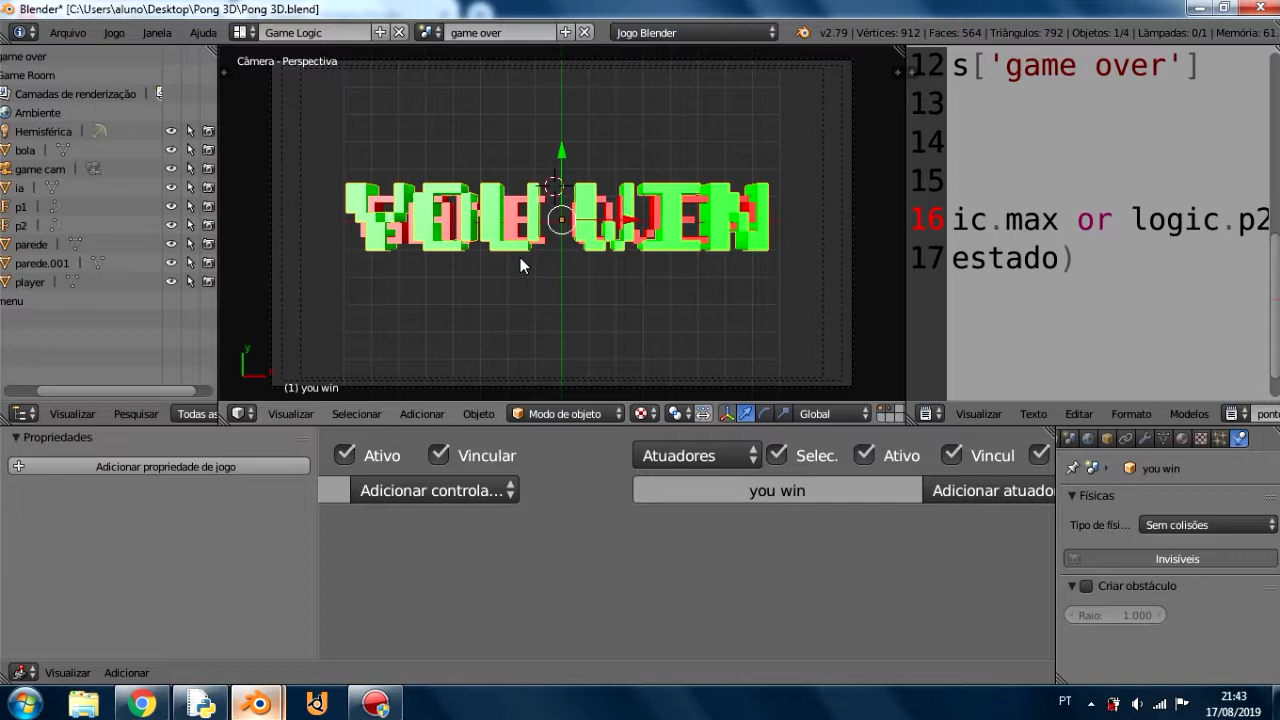 Blender* [C:\Users\aluno\Desktop\Pong 3D\Pong 3D.blend]
Arquivo Jogo Janela Ajuda Game Logic game over Jogo Blender v2.79 | Vértices: 912 | Faces: 564 | Triângulos: 792 | Objetos: 1/4 | Lâmpadas: 0/1 | Memória: 61.
game over
Game Room
Camadas de renderização
Ambiente
Hemisférica
bola
game cam
ia
p1
p2
parede
parede.001
player
menu
Visualizar Pesquisar Todas as
Câmera - Perspectiva
YOU WIN
y
x
(1) you win
Visualizar Selecionar Adicionar Objeto Modo de objeto Global
12 s['game over']
13
14
15
16 ic.max or logic.p2
17 estado)
Visualizar Texto Editar Formato Modelos ponto
Propriedades
Adicionar propriedade de jogo
Ativo Vincular Atuadores Selec. Ativo Vincul
Adicionar controla... you win Adicionar atuado
Visualizar Adicionar
you win
Físicas
Tipo de físi... Sem colisões
Invisíveis
Criar obstáculo
Raio: 1.000
PT
21:43
17/08/2019